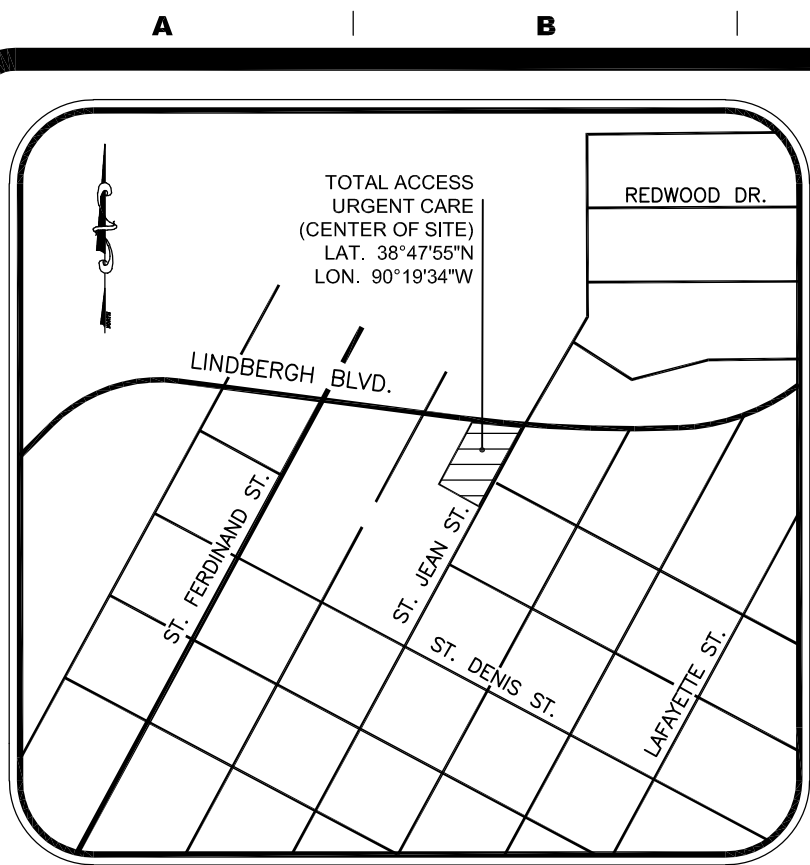 A
B
TOTAL ACCESS
URGENT CARE
(CENTER OF SITE)
LAT. 38°47'55"N
LON. 90°19'34"W
REDWOOD DR.
LINDBERGH BLVD.
ST. FERDINAND ST.
ST. JEAN ST.
ST. DENIS ST.
LAFAYETTE ST.